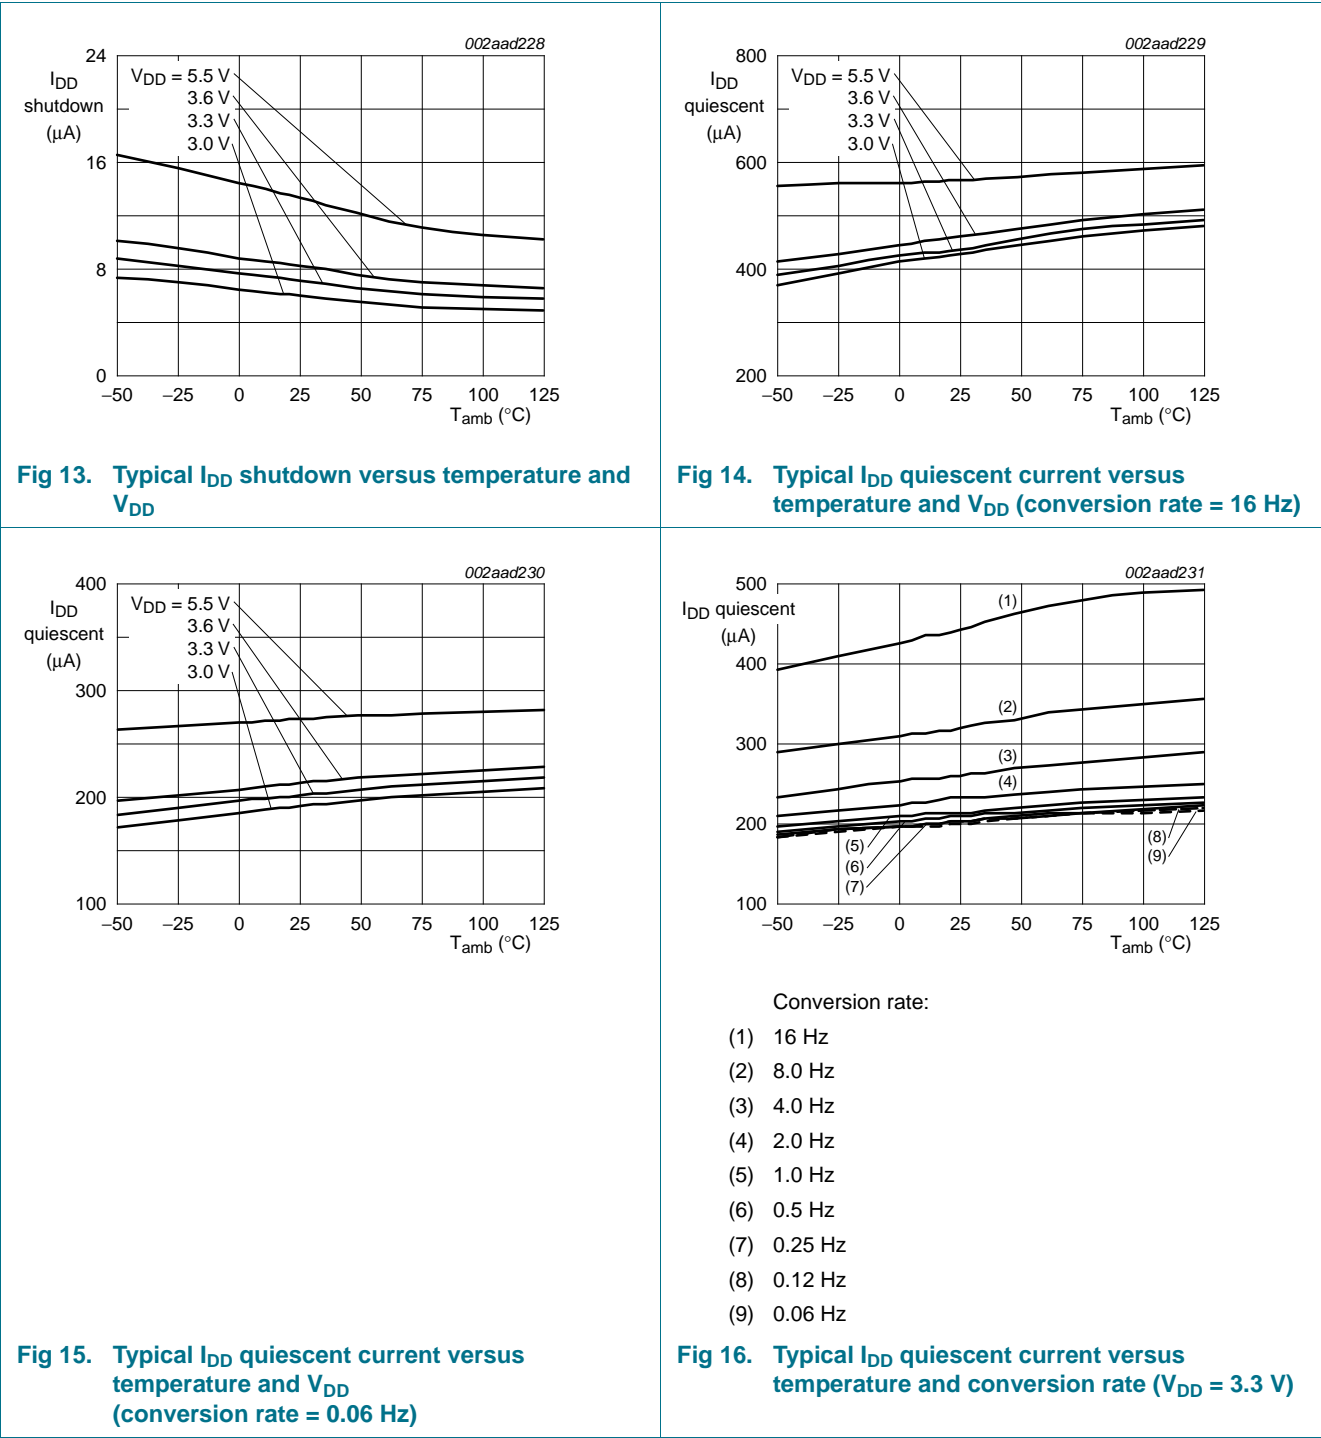 002aad228
24
16
8
0
IDD
shutdown
(μA)
VDD = 5.5 V
3.6 V
3.3 V
3.0 V
−50
−25
0
25
50
75
100
125
Tamb (°C)
Fig 13. Typical IDD shutdown versus temperature and
VDD
002aad229
800
600
400
200
IDD
quiescent
(μA)
VDD = 5.5 V
3.6 V
3.3 V
3.0 V
−50
−25
0
25
50
75
100
125
Tamb (°C)
Fig 14. Typical IDD quiescent current versus
temperature and VDD (conversion rate = 16 Hz)
002aad230
400
300
200
100
IDD
quiescent
(μA)
VDD = 5.5 V
3.6 V
3.3 V
3.0 V
−50
−25
0
25
50
75
100
125
Tamb (°C)
Fig 15. Typical IDD quiescent current versus
temperature and VDD
(conversion rate = 0.06 Hz)
002aad231
500
400
300
200
100
IDD quiescent
(μA)
(1)
(2)
(3)
(4)
(5)
(6)
(7)
(8)
(9)
−50
−25
0
25
50
75
100
125
Tamb (°C)
Conversion rate:
(1) 16 Hz
(2) 8.0 Hz
(3) 4.0 Hz
(4) 2.0 Hz
(5) 1.0 Hz
(6) 0.5 Hz
(7) 0.25 Hz
(8) 0.12 Hz
(9) 0.06 Hz
Fig 16. Typical IDD quiescent current versus
temperature and conversion rate (VDD = 3.3 V)